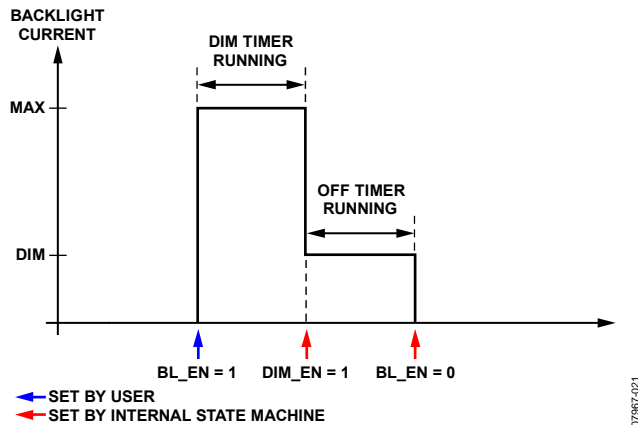 BACKLIGHT
CURRENT
DIM TIMER
RUNNING
MAX
OFF TIMER
RUNNING
DIM
BL_EN = 1
DIM_EN = 1
BL_EN = 0
SET BY USER
SET BY INTERNAL STATE MACHINE
07967-021